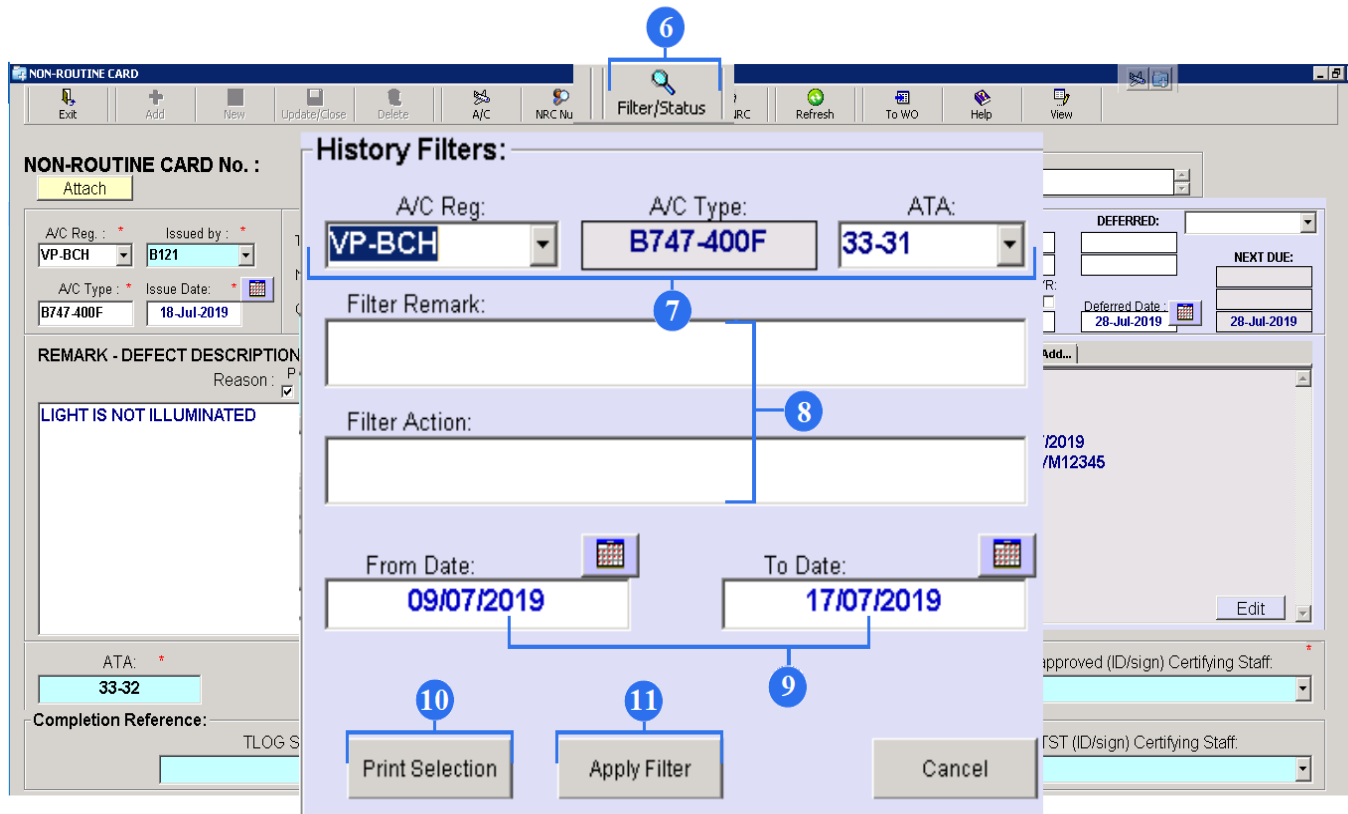 6
NON-ROUTINE CARD
Exit
Add
New
Update/Close
Delete
A/C
NRC Nu
Filter/Status
RC
Refresh
To WO
Help
View
NON-ROUTINE CARD No. :
Attach
A/C Reg. : *
Issued by : *
VP-BCH
B121
A/C Type : *
Issue Date: *
B747-400F
18-Jul-2019
REMARK - DEFECT DESCRIPTION
Reason :
LIGHT IS NOT ILLUMINATED
ATA: *
33-32
Completion Reference:
TLOG S
History Filters:
A/C Reg:
A/C Type:
ATA:
VP-BCH
B747-400F
33-31
7
Filter Remark:
8
Filter Action:
From Date:
To Date:
09/07/2019
17/07/2019
9
10
11
Print Selection
Apply Filter
Cancel
DEFERRED:
NEXT DUE:
R:
Deferred Date :
28-Jul-2019
28-Jul-2019
Add...
/2019
/M12345
Edit
approved (ID/sign) Certifying Staff:
*
TST (ID/sign) Certifying Staff: